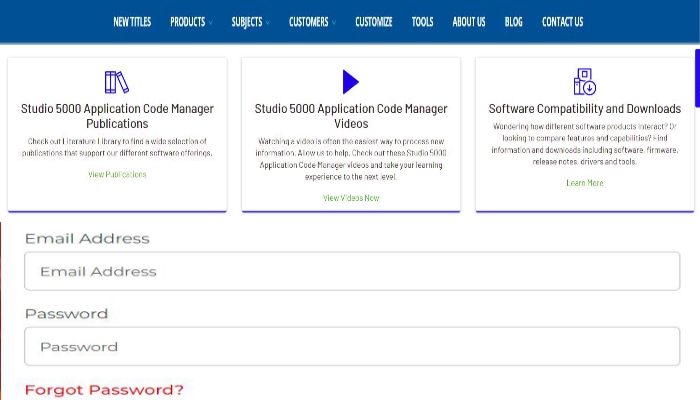 NEW TITLES PRODUCTS SUBJECTS CUSTOMERS CUSTOMIZE TOOLS ABOUT US BLOG CONTACT US
Studio 5000 Application Code Manager
Publications
Check out Literature Library to find a wide selection of
publications that support our different software offerings.
View Publications
Studio 5000 Application Code Manager
Videos
Watching a video is often the easiest way to process new
information. Allow us to help. Check out these Studio 5000
Application Code Manager videos and take your learning
experience to the next level.
View Videos Now
Software Compatibility and Downloads
Wondering how different software products interact? Or
looking to compare features and capabilities? Find
information and downloads including software, firmware,
release notes, drivers and tools.
Learn More
Email Address
Email Address
Password
Password
Forgot Password?